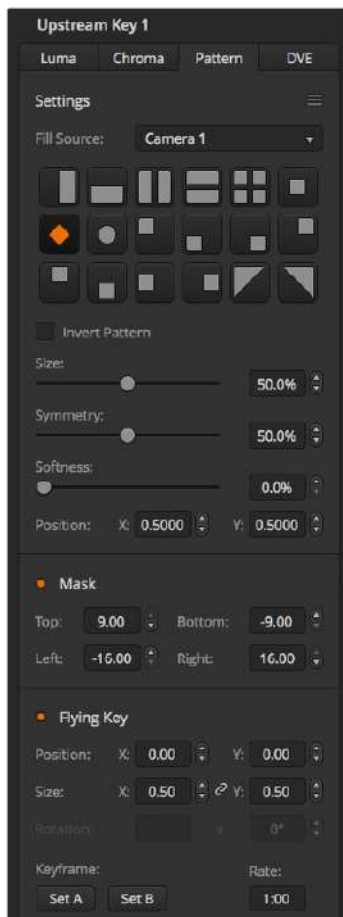 Upstream Key 1
Luma Chroma Pattern DVE
Settings
Fill Source: Camera 1
Invert Pattern
Size:
50.0%
Symmetry:
50.0%
Softness:
0.0%
Position: X: 0.5000 Y: 0.5000
Mask
Top: 9.00 Bottom: -9.00
Left: -16.00 Right: 16.00
Flying Key
Position: X: 0.00 Y: 0.00
Size: X: 0.50 Y: 0.50
Rotation: 0°
Keyframe: Rate:
Set A Set B 1:00